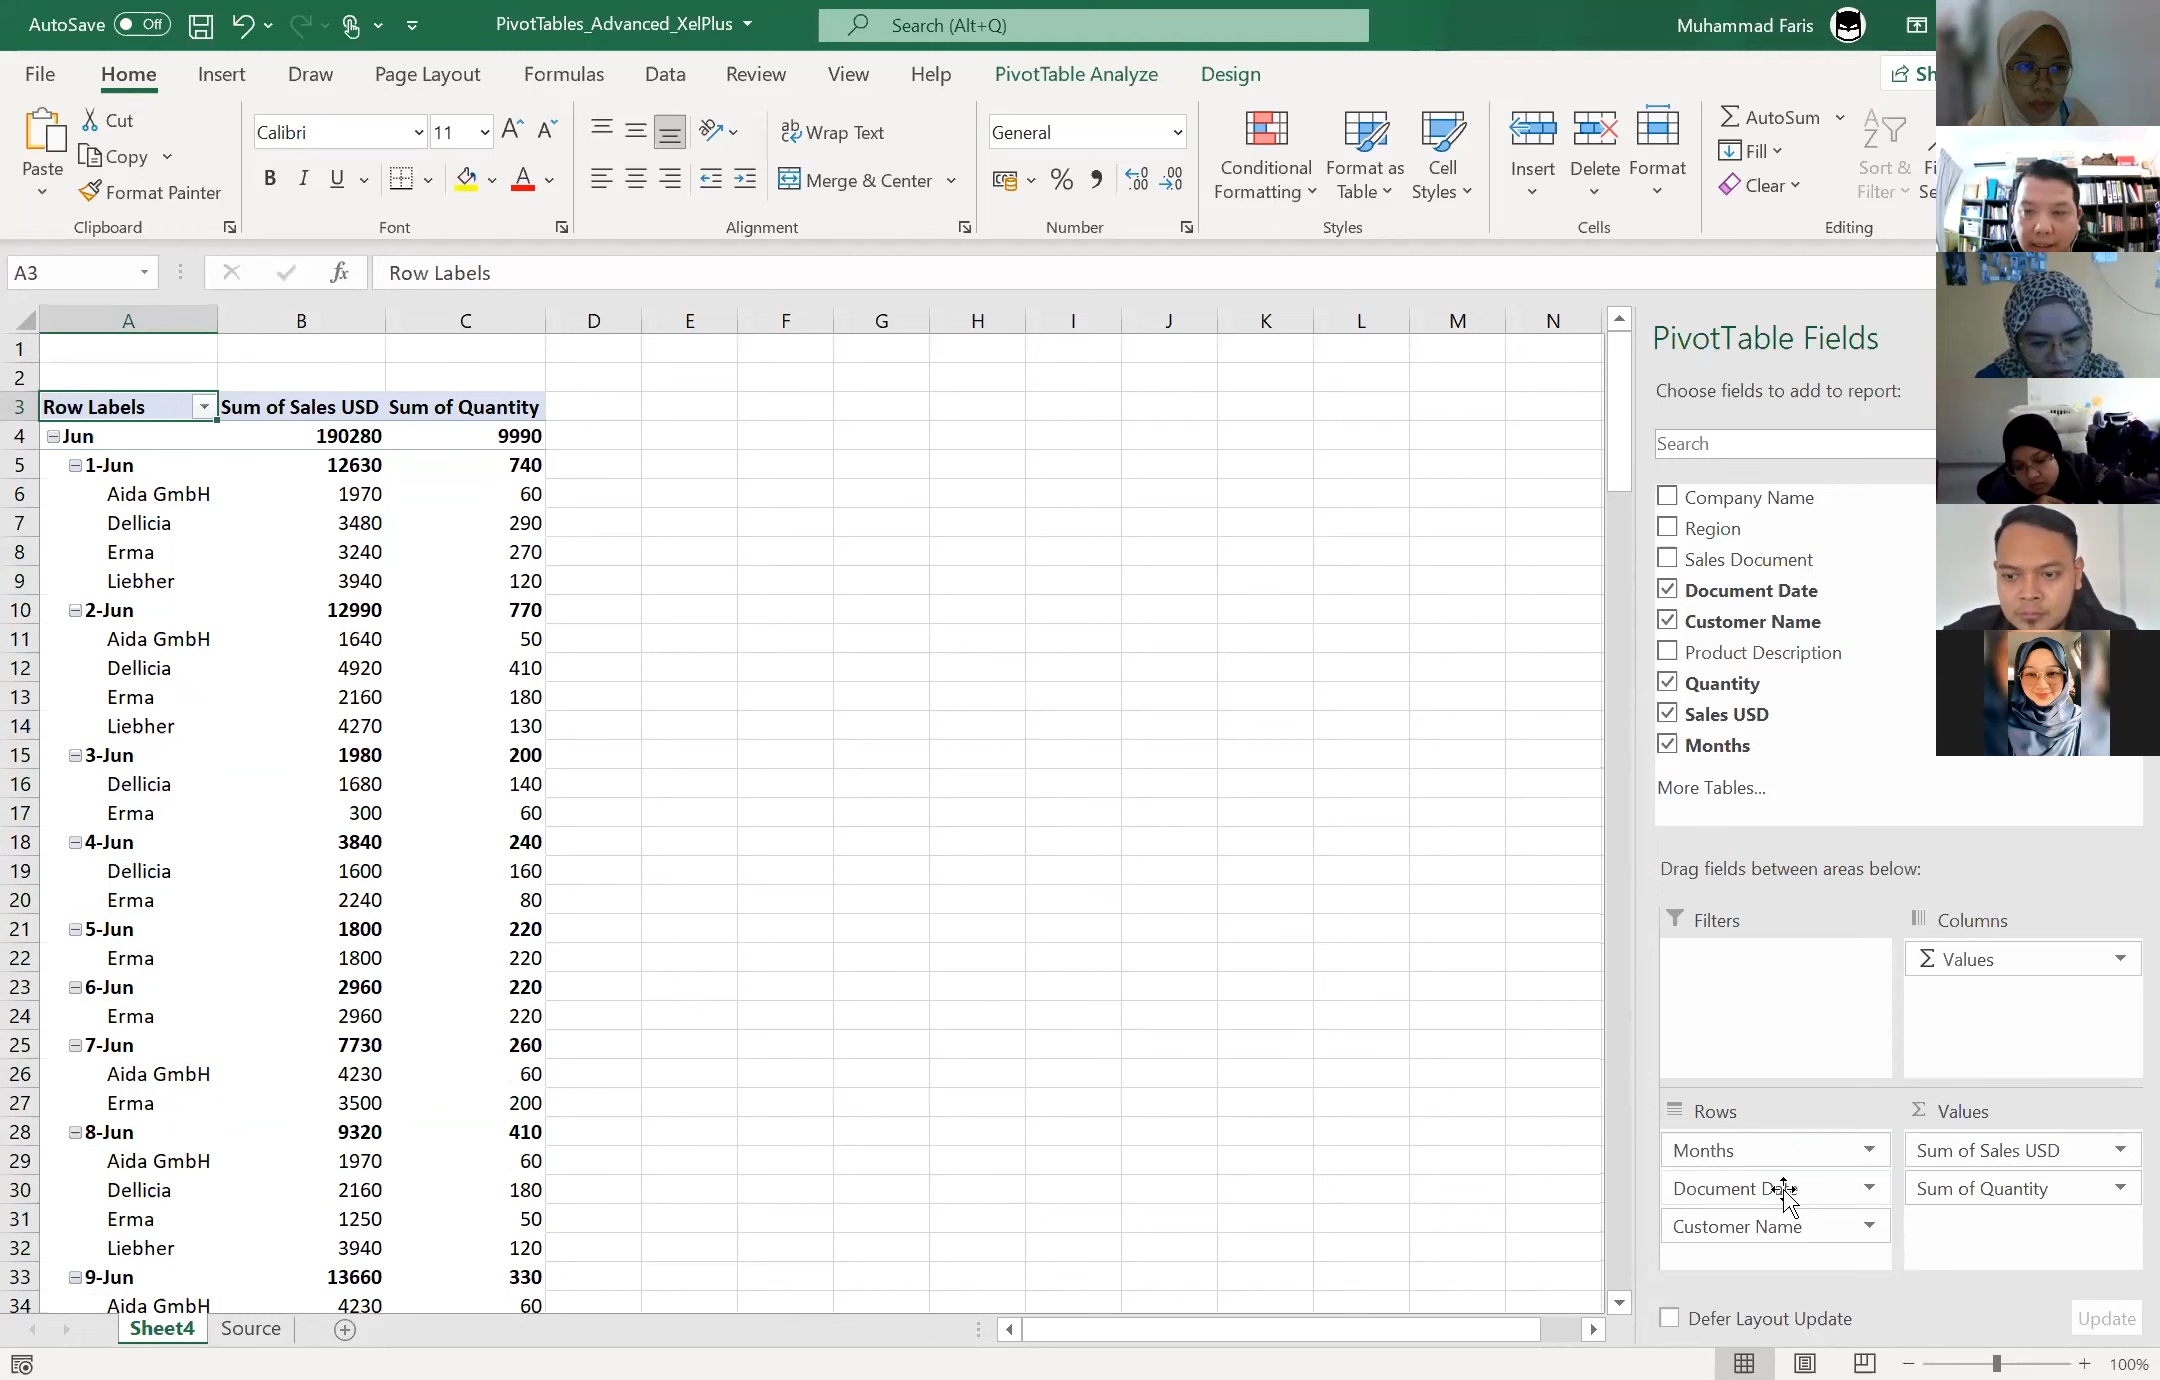 AutoSave Off PivotTables_Advanced_XelPlus Search (Alt+Q) Muhammad Faris
File Home Insert Draw Page Layout Formulas Data Review View Help PivotTable Analyze Design Sh
Paste
Cut
Copy
Format Painter
Clipboard
Calibri 11
B I U A
Font
Wrap Text
Merge & Center
Alignment
General
Number
Conditional Formatting
Format as Table
Cell Styles
Styles
Insert
Delete
Format
Cells
AutoSum
Fill
Clear
Sort & Filter
Editing
A3 fx Row Labels
A B C D E F G H I J K L M N
1
2
3 Row Labels Sum of Sales USD Sum of Quantity
4 Jun 190280 9990
5 1-Jun 12630 740
6 Aida GmbH 1970 60
7 Dellicia 3480 290
8 Erma 3240 270
9 Liebher 3940 120
10 2-Jun 12990 770
11 Aida GmbH 1640 50
12 Dellicia 4920 410
13 Erma 2160 180
14 Liebher 4270 130
15 3-Jun 1980 200
16 Dellicia 1680 140
17 Erma 300 60
18 4-Jun 3840 240
19 Dellicia 1600 160
20 Erma 2240 80
21 5-Jun 1800 220
22 Erma 1800 220
23 6-Jun 2960 220
24 Erma 2960 220
25 7-Jun 7730 260
26 Aida GmbH 4230 60
27 Erma 3500 200
28 8-Jun 9320 410
29 Aida GmbH 1970 60
30 Dellicia 2160 180
31 Erma 1250 50
32 Liebher 3940 120
33 9-Jun 13660 330
34 Aida GmbH 4230 60
Sheet4 Source
PivotTable Fields
Choose fields to add to report:
Search
Company Name
Region
Sales Document
Document Date
Customer Name
Product Description
Quantity
Sales USD
Months
More Tables...
Drag fields between areas below:
Filters
Columns
Σ Values
Rows
Months
Document Date
Customer Name
Σ Values
Sum of Sales USD
Sum of Quantity
Defer Layout Update Update
100%